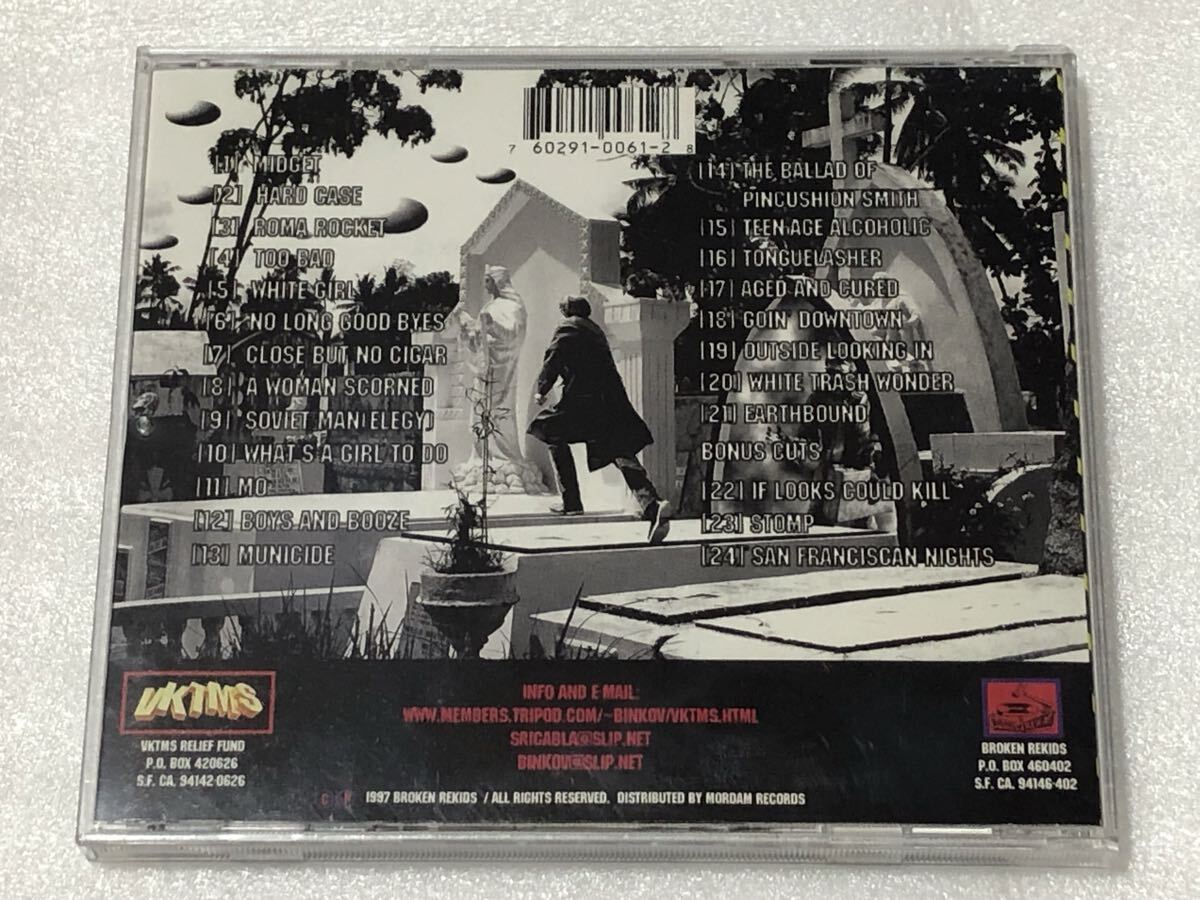 7 60291-0061-2 8
[1] MIDGET
[2] HARD CASE
[3] ROMA ROCKET
[4] TOO BAD
[5] WHITE GIRL
[6] NO LONG GOOD BYES
[7] CLOSE BUT NO CIGAR
[8] A WOMAN SCORNED
[9] SOVIET MAN(ELEGY)
[10] WHAT'S A GIRL TO DO
[11] MO
[12] BOYS AND BOOZE
[13] MUNICIDE
[14] THE BALLAD OF
PINCUSHION SMITH
[15] TEEN AGE ALCOHOLIC
[16] TONGUELASHER
[17] AGED AND CURED
[18] GOIN' DOWNTOWN
[19] OUTSIDE LOOKING IN
[20] WHITE TRASH WONDER
[21] EARTHBOUND
BONUS CUTS
[22] IF LOOKS COULD KILL
[23] STOMP
[24] SAN FRANCISCAN NIGHTS
VKTMS
VKTMS RELIEF FUND
P.O. BOX 420626
S.F. CA. 94142-0626
INFO AND E-MAIL:
WWW.MEMBERS.TRIPOD.COM/~BINKOV/VKTMS.HTML
SRICABLA@SLIP.NET
BINKOV@SLIP.NET
BROKEN REKIDS
P.O. BOX 460402
S.F. CA. 94146-402
C P 1997 BROKEN REKIDS / ALL RIGHTS RESERVED. DISTRIBUTED BY MORDAM RECORDS